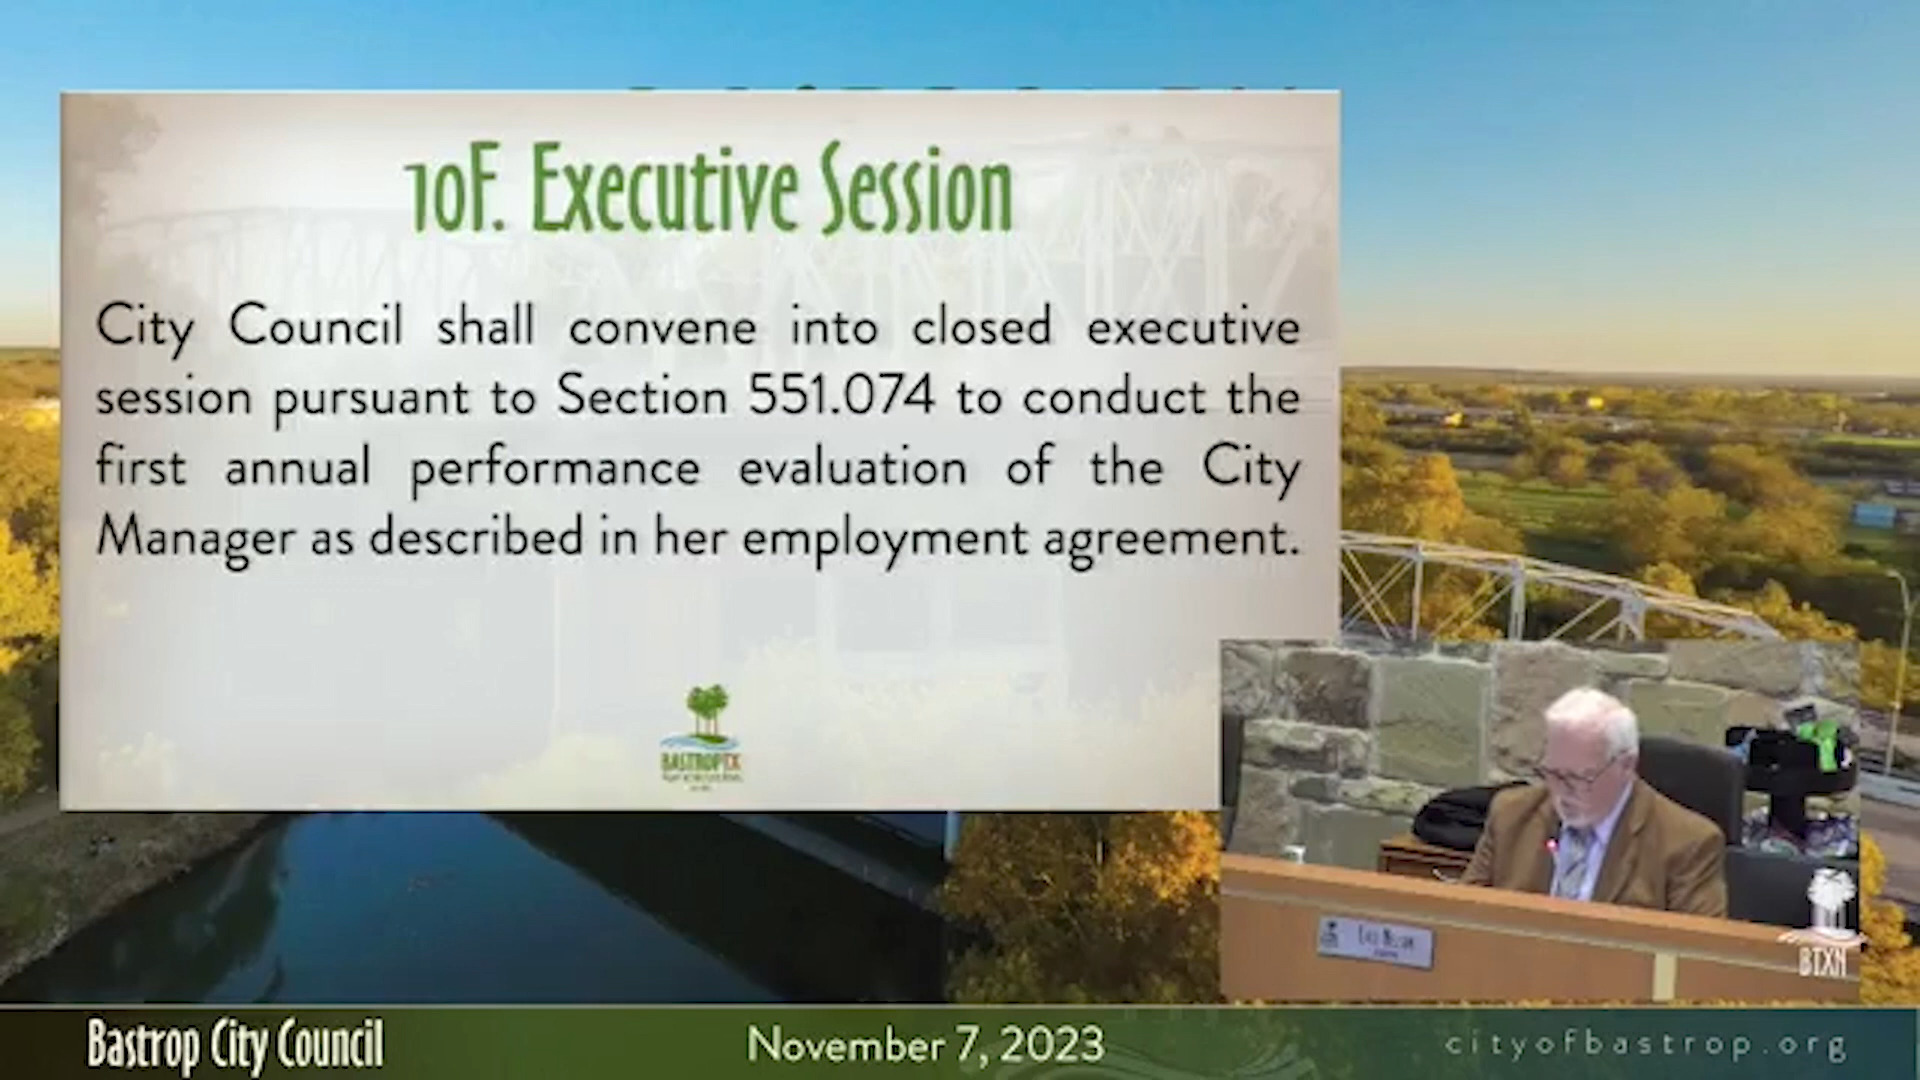 10F. Executive Session
City Council shall convene into closed executive
session pursuant to Section 551.074 to conduct the
first annual performance evaluation of the City
Manager as described in her employment agreement.
BASTROPTX
BTXN
Bastrop City Council
November 7, 2023
cityofbastrop.org